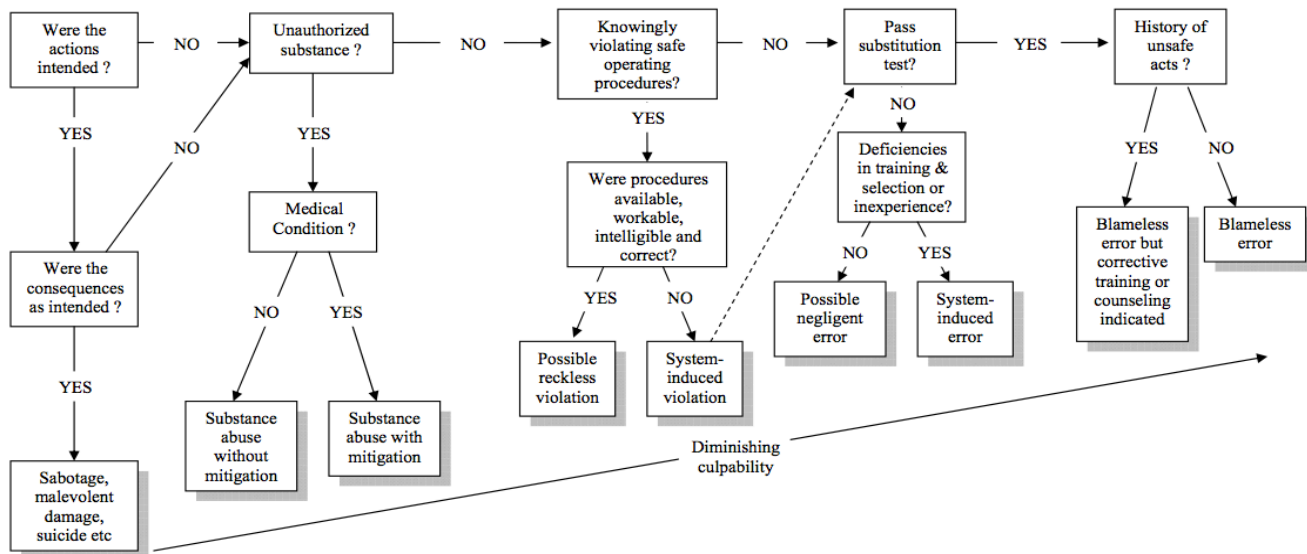 Were the
actions
intended ?
NO
Unauthorized
substance ?
NO
Knowingly
violating safe
operating
procedures?
NO
Pass
substitution
test?
YES
History of
unsafe
acts ?
YES
NO
YES
YES
NO
YES
NO
Were the
consequences
as intended ?
Medical
Condition ?
Were procedures
available,
workable,
intelligible and
correct?
Deficiencies
in training &
selection or
inexperience?
Blameless
error but
corrective
training or
counseling
indicated
Blameless
error
YES
NO
YES
YES
NO
NO
YES
Sabotage,
malevolent
damage,
suicide etc
Substance
abuse
without
mitigation
Substance
abuse with
mitigation
Possible
reckless
violation
System-
induced
violation
Possible
negligent
error
System-
induced error
Diminishing
culpability